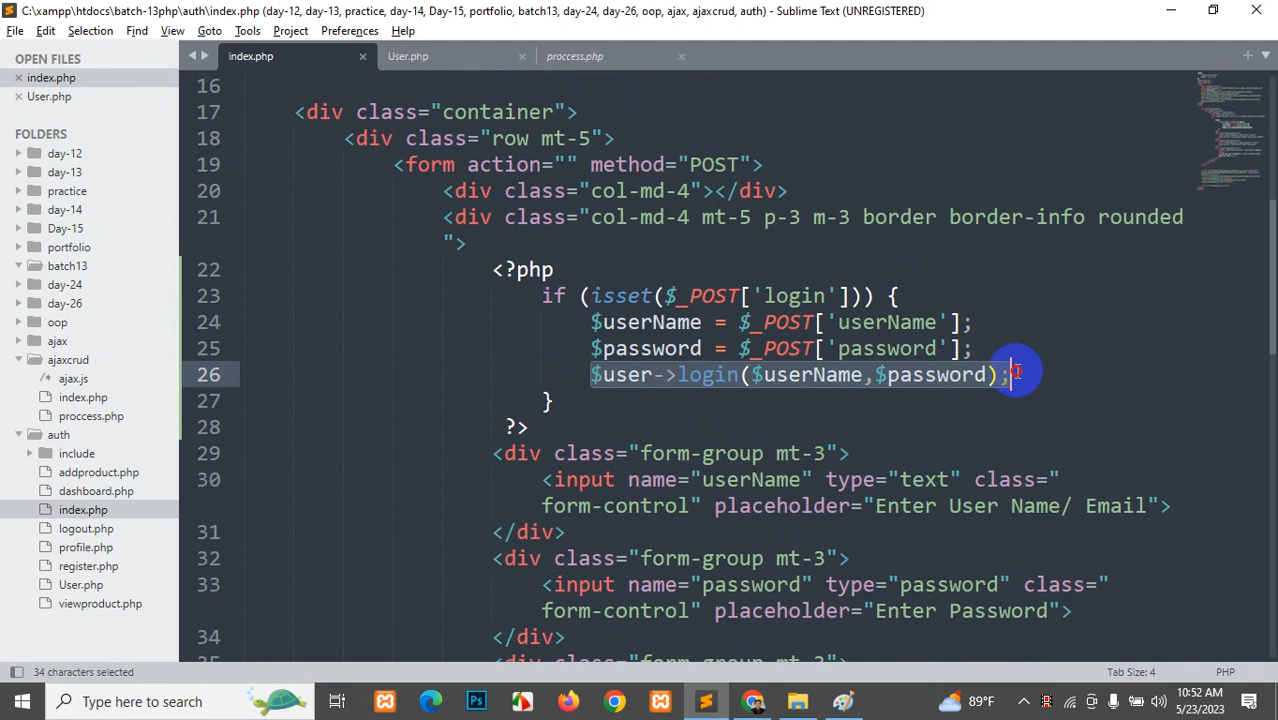 C:\xampp\htdocs\batch-13php\auth\index.php (day-12, day-13, practice, day-14, Day-15, portfolio, batch13, day-24, day-26, oop, ajax, ajaxcrud, auth) - Sublime Text (UNREGISTERED)
File Edit Selection Find View Goto Tools Project Preferences Help
OPEN FILES
index.php
User.php
FOLDERS
day-12
day-13
practice
day-14
Day-15
portfolio
batch13
day-24
day-26
oop
ajax
ajaxcrud
ajax.js
index.php
proccess.php
auth
include
addproduct.php
dashboard.php
index.php
logout.php
profile.php
register.php
User.php
viewproduct.php
index.php User.php proccess.php
16
17 <div class="container">
18 <div class="row mt-5">
19 <form action="" method="POST">
20 <div class="col-md-4"></div>
21 <div class="col-md-4 mt-5 p-3 m-3 border border-info rounded
">
22 <?php
23 if (isset($_POST['login'])) {
24 $userName = $_POST['userName'];
25 $password = $_POST['password'];
26 $user->login($userName,$password);
27 }
28 ?>
29 <div class="form-group mt-3">
30 <input name="userName" type="text" class="
form-control" placeholder="Enter User Name/ Email">
31 </div>
32 <div class="form-group mt-3">
33 <input name="password" type="password" class="
form-control" placeholder="Enter Password">
34 </div>
34 characters selected
Tab Size: 4
PHP
Type here to search
Ps
89°F
10:52 AM
5/23/2023